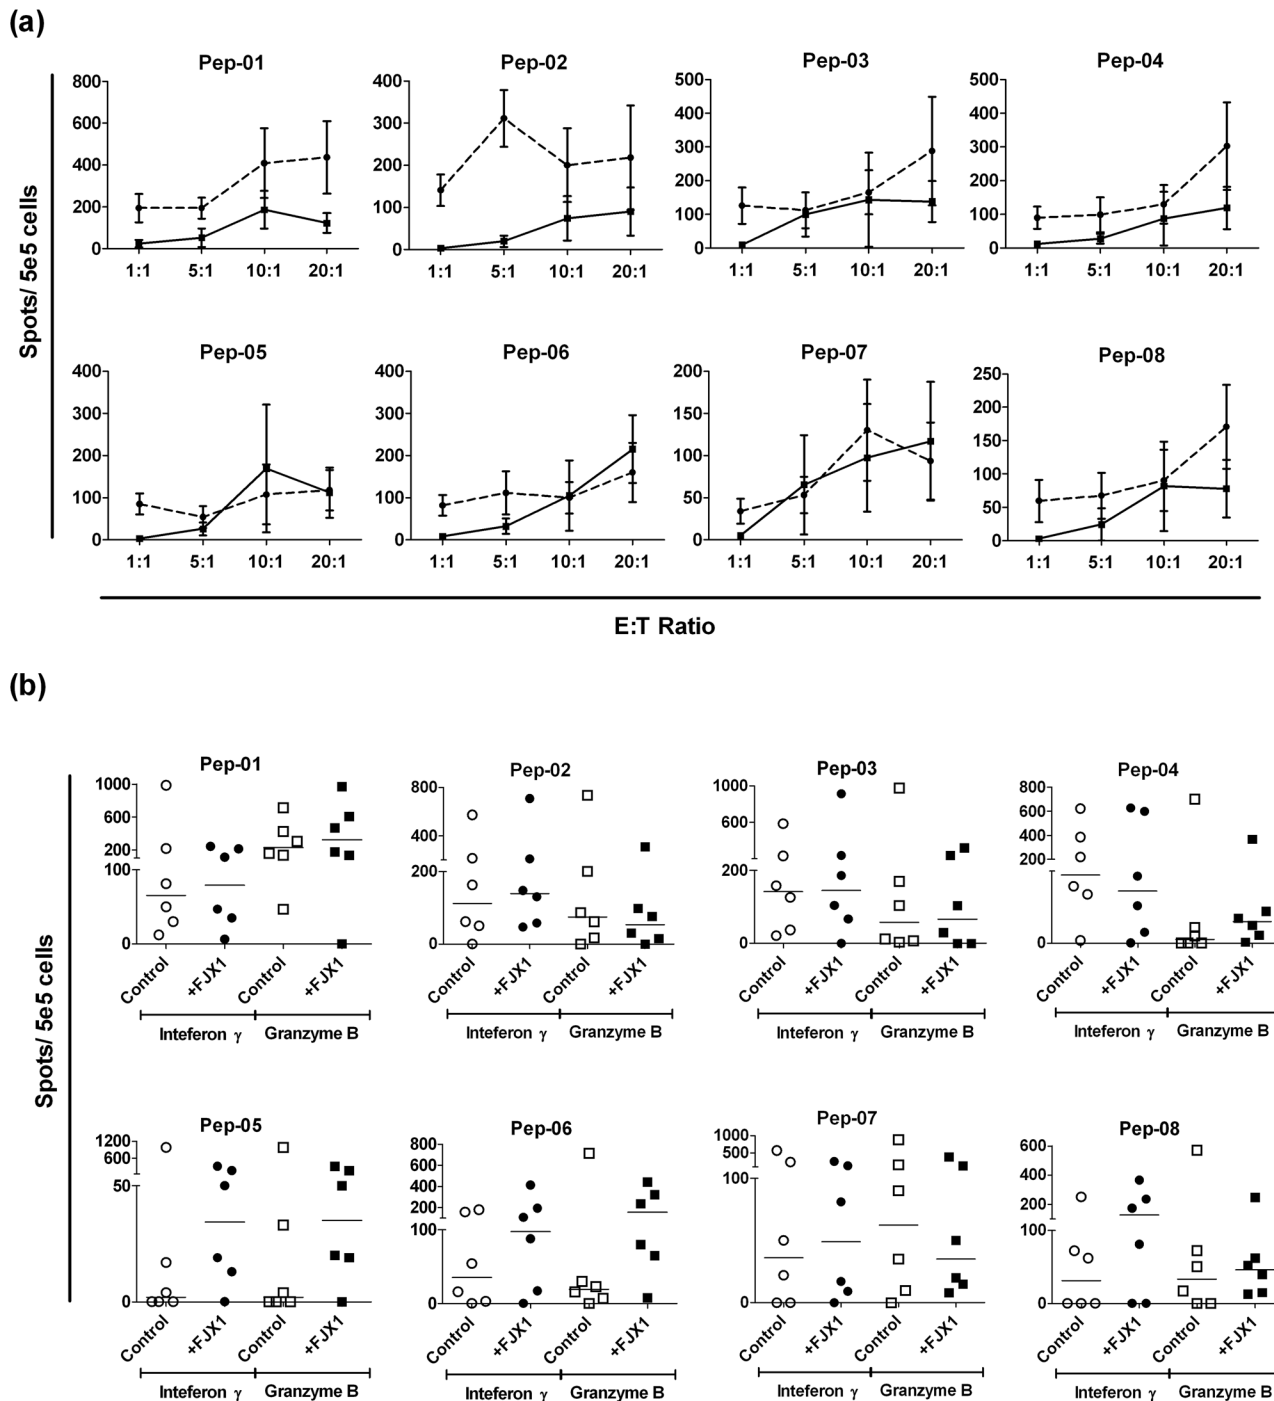 (a)
Pep-01
Pep-02
Pep-03
Pep-04
800
600
400
200
0
400
300
200
100
0
500
400
300
200
100
0
500
400
300
200
100
0
1:1 5:1 10:1 20:1
1:1 5:1 10:1 20:1
1:1 5:1 10:1 20:1
1:1 5:1 10:1 20:1
Spots/ 5e5 cells
Pep-05
Pep-06
Pep-07
Pep-08
400
300
200
100
0
400
300
200
100
0
200
150
100
50
0
250
200
150
100
50
0
1:1 5:1 10:1 20:1
1:1 5:1 10:1 20:1
1:1 5:1 10:1 20:1
1:1 5:1 10:1 20:1
E:T Ratio
(b)
Pep-01
Pep-02
Pep-03
Pep-04
1000
600
200
100
0
800
600
400
200
0
1000
600
200
0
800
600
400
200
0
Control +FJX1 Control +FJX1
Control +FJX1 Control +FJX1
Control +FJX1 Control +FJX1
Control +FJX1 Control +FJX1
Inteferon γ Granzyme B
Inteferon γ Granzyme B
Inteferon γ Granzyme B
Inteferon γ Granzyme B
Spots/ 5e5 cells
Pep-05
Pep-06
Pep-07
Pep-08
1200
600
50
0
800
600
400
200
100
0
1000
500
100
0
600
400
200
100
0
Control +FJX1 Control +FJX1
Control +FJX1 Control +FJX1
Control +FJX1 Control +FJX1
Control +FJX1 Control +FJX1
Inteferon γ Granzyme B
Inteferon γ Granzyme B
Inteferon γ Granzyme B
Inteferon γ Granzyme B